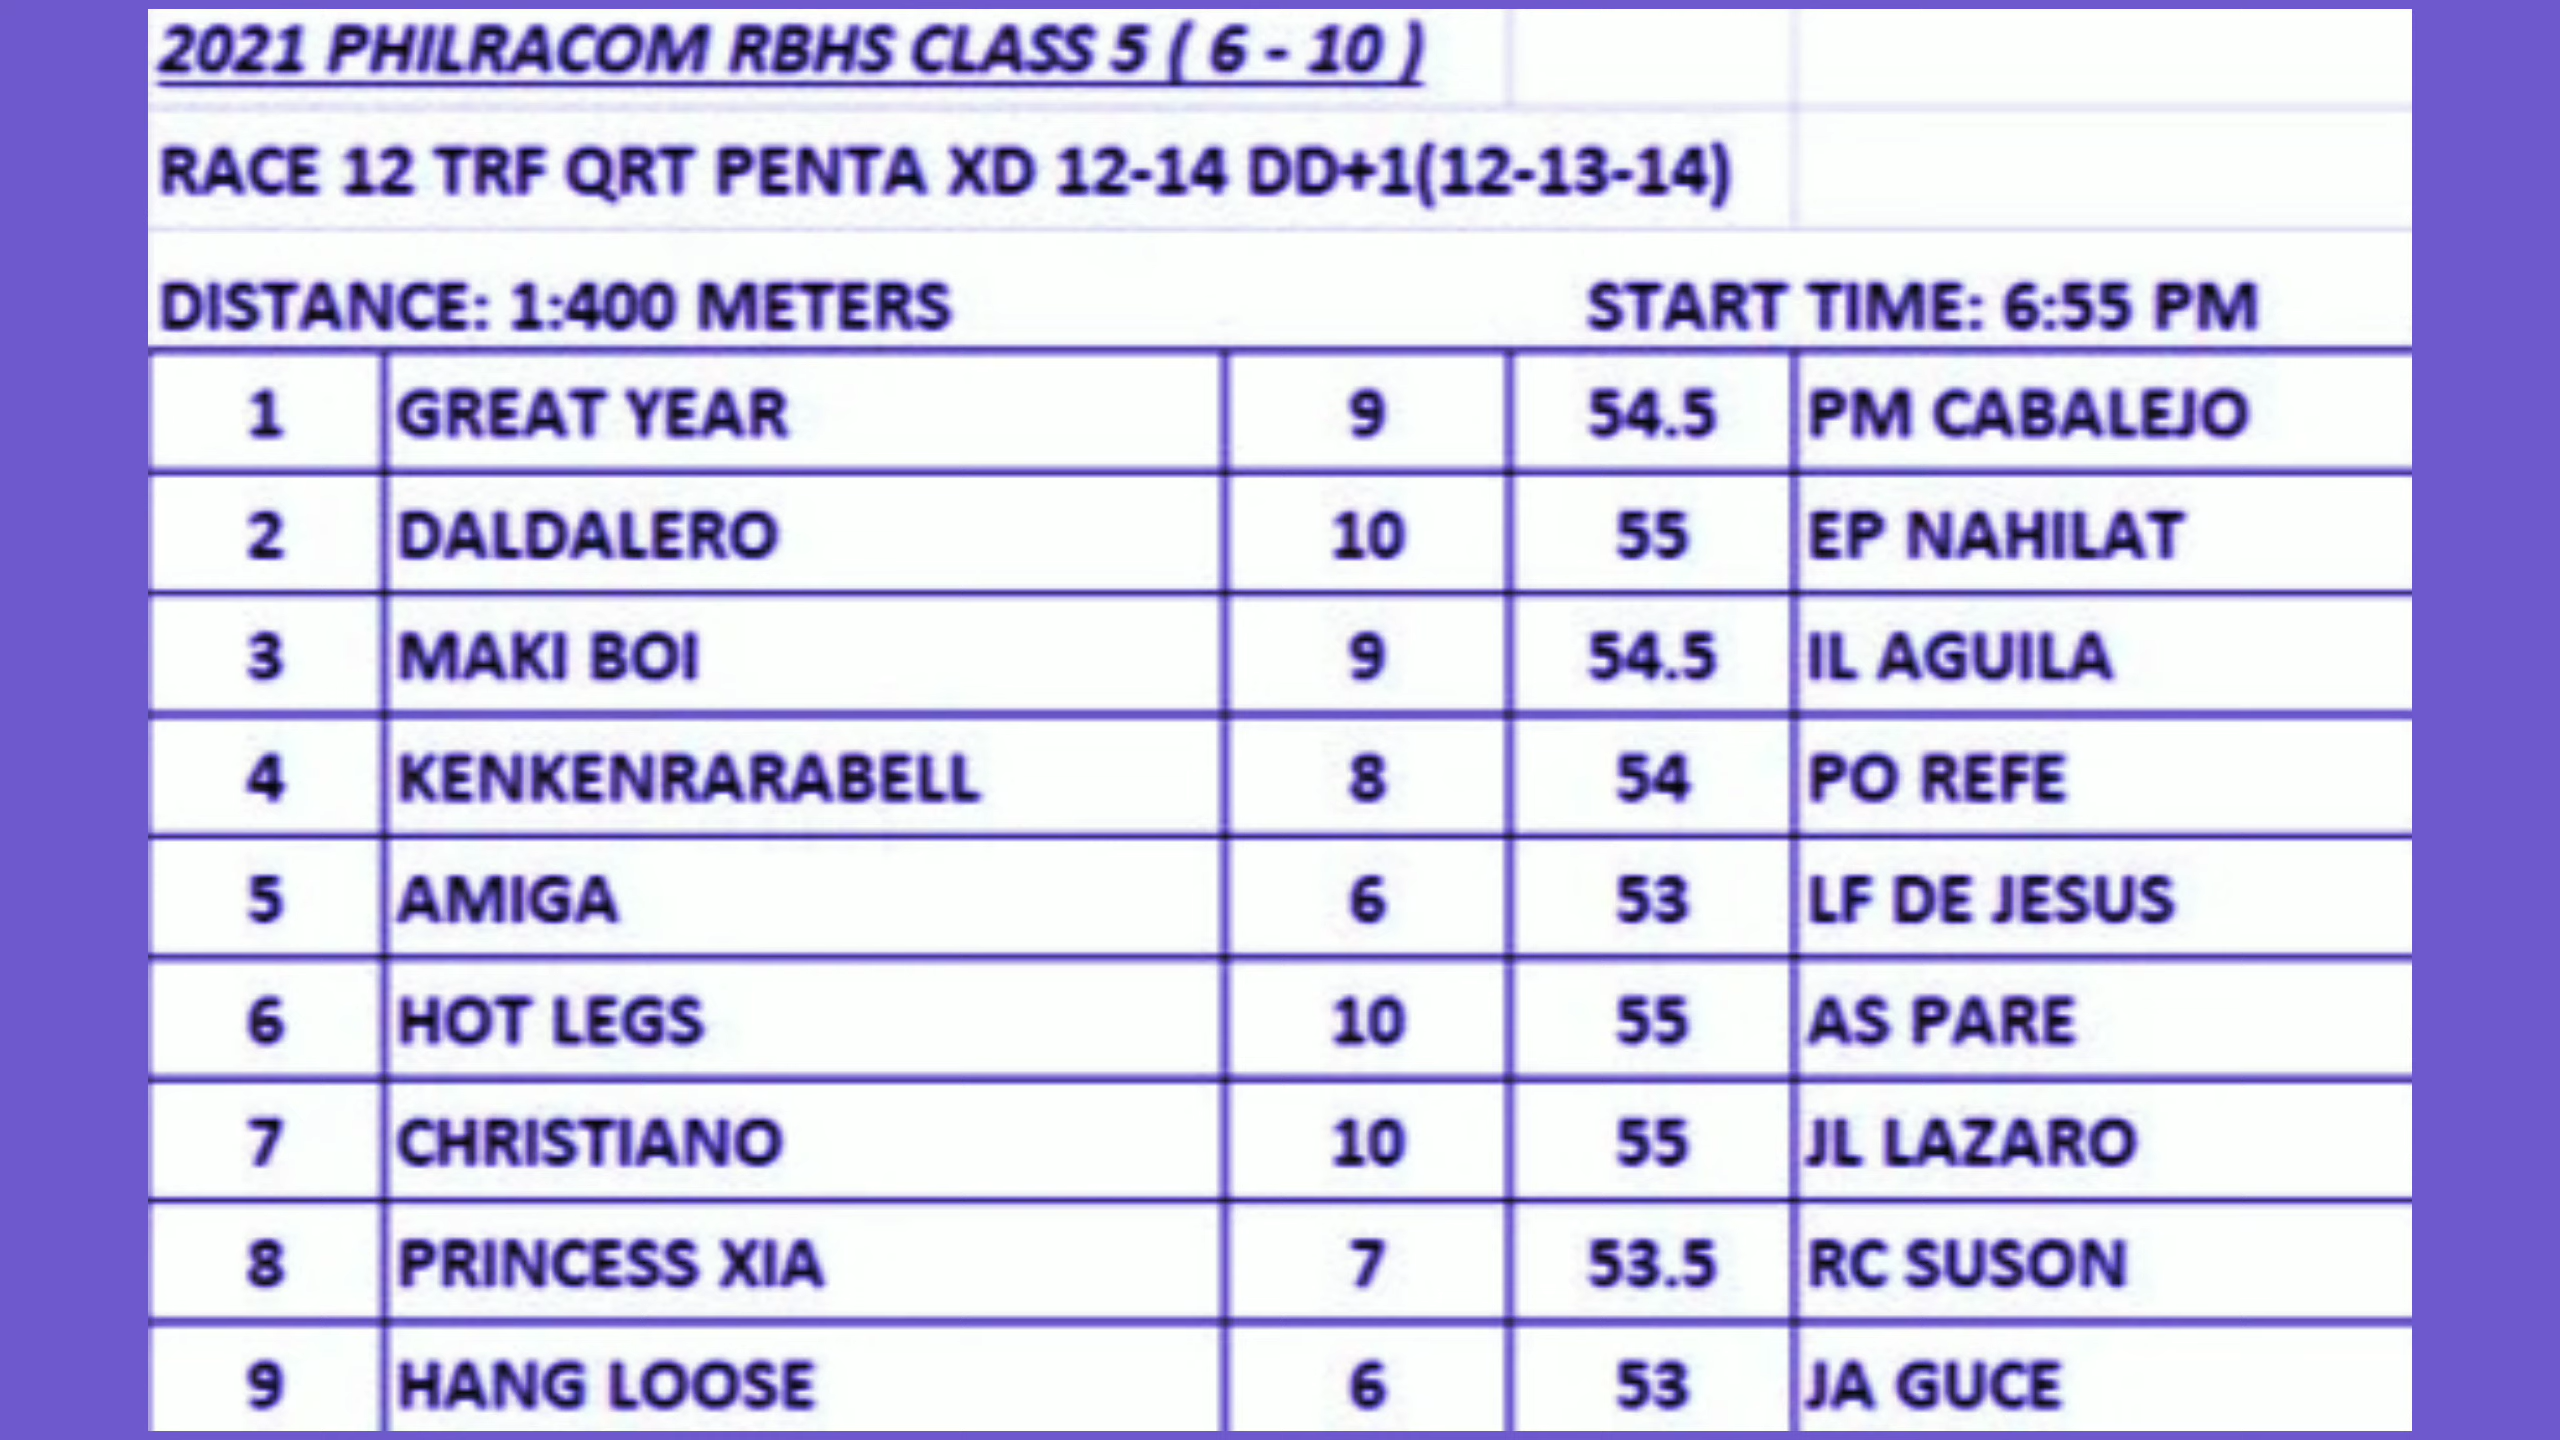 2021 PHILRACOM RBHS CLASS 5 ( 6 - 10 )
RACE 12 TRF QRT PENTA XD 12-14 DD+1(12-13-14)
DISTANCE: 1:400 METERS START TIME: 6:55 PM
1 GREAT YEAR 9 54.5 PM CABALEJO
2 DALDALERO 10 55 EP NAHILAT
3 MAKI BOI 9 54.5 IL AGUILA
4 KENKENRARABELL 8 54 PO REFE
5 AMIGA 6 53 LF DE JESUS
6 HOT LEGS 10 55 AS PARE
7 CHRISTIANO 10 55 JL LAZARO
8 PRINCESS XIA 7 53.5 RC SUSON
9 HANG LOOSE 6 53 JA GUCE